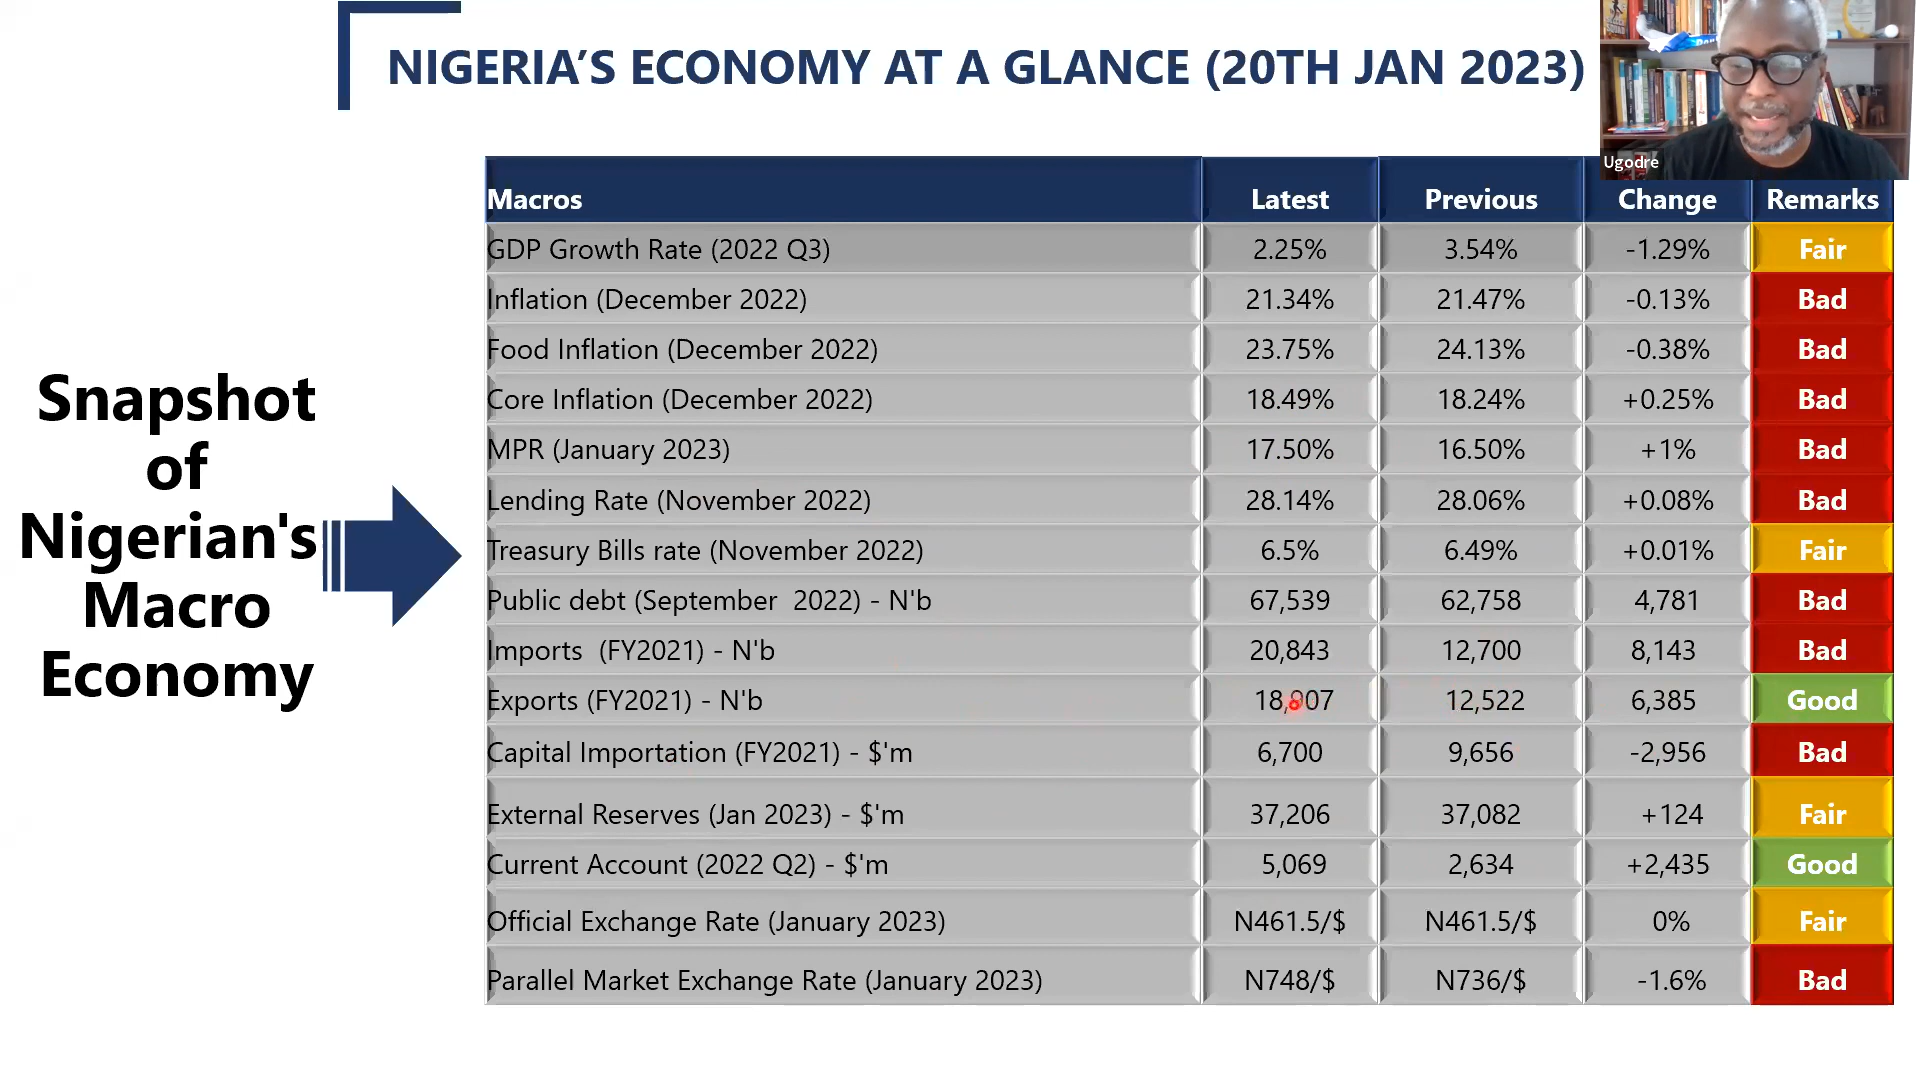 NIGERIA’S ECONOMY AT A GLANCE (20TH JAN 2023)
Ugodre
Snapshot
of
Nigerian's
Macro
Economy
Macros Latest Previous Change Remarks
GDP Growth Rate (2022 Q3) 2.25% 3.54% -1.29% Fair
Inflation (December 2022) 21.34% 21.47% -0.13% Bad
Food Inflation (December 2022) 23.75% 24.13% -0.38% Bad
Core Inflation (December 2022) 18.49% 18.24% +0.25% Bad
MPR (January 2023) 17.50% 16.50% +1% Bad
Lending Rate (November 2022) 28.14% 28.06% +0.08% Bad
Treasury Bills rate (November 2022) 6.5% 6.49% +0.01% Fair
Public debt (September 2022) - N'b 67,539 62,758 4,781 Bad
Imports (FY2021) - N'b 20,843 12,700 8,143 Bad
Exports (FY2021) - N'b 18,907 12,522 6,385 Good
Capital Importation (FY2021) - $'m 6,700 9,656 -2,956 Bad
External Reserves (Jan 2023) - $'m 37,206 37,082 +124 Fair
Current Account (2022 Q2) - $'m 5,069 2,634 +2,435 Good
Official Exchange Rate (January 2023) N461.5/$ N461.5/$ 0% Fair
Parallel Market Exchange Rate (January 2023) N748/$ N736/$ -1.6% Bad